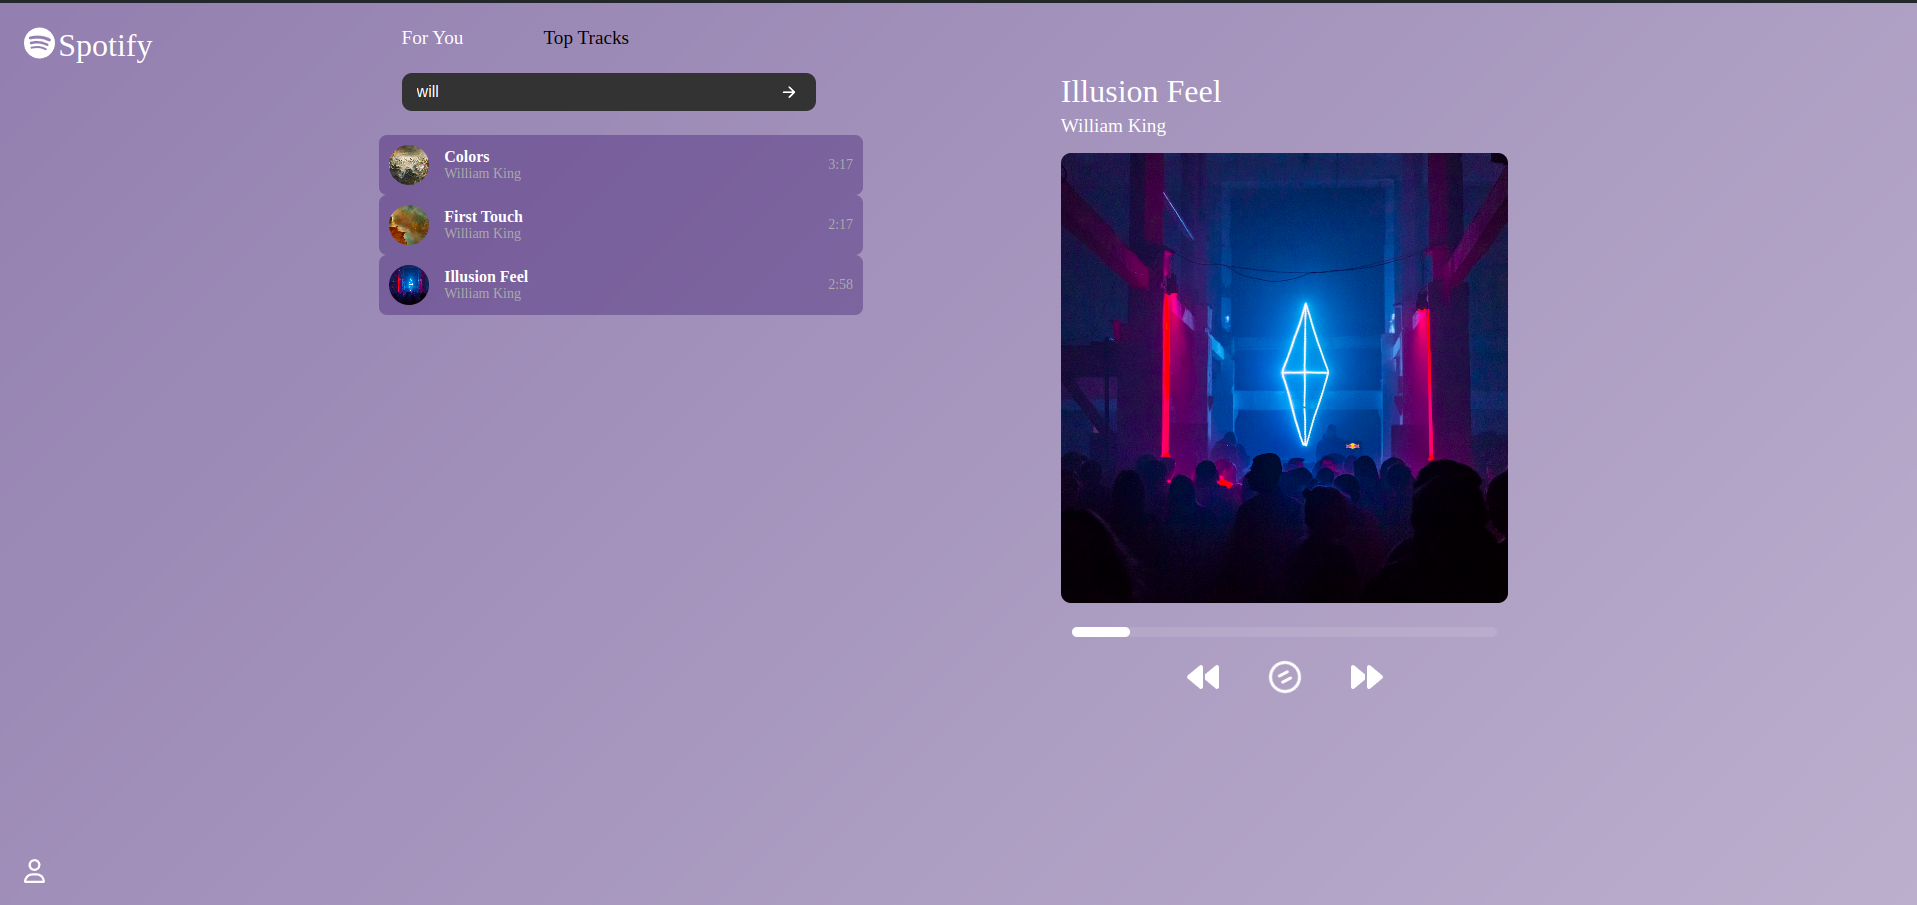 Spotify
For You
Top Tracks
will
Colors
William King
3:17
First Touch
William King
2:17
Illusion Feel
William King
2:58
Illusion Feel
William King